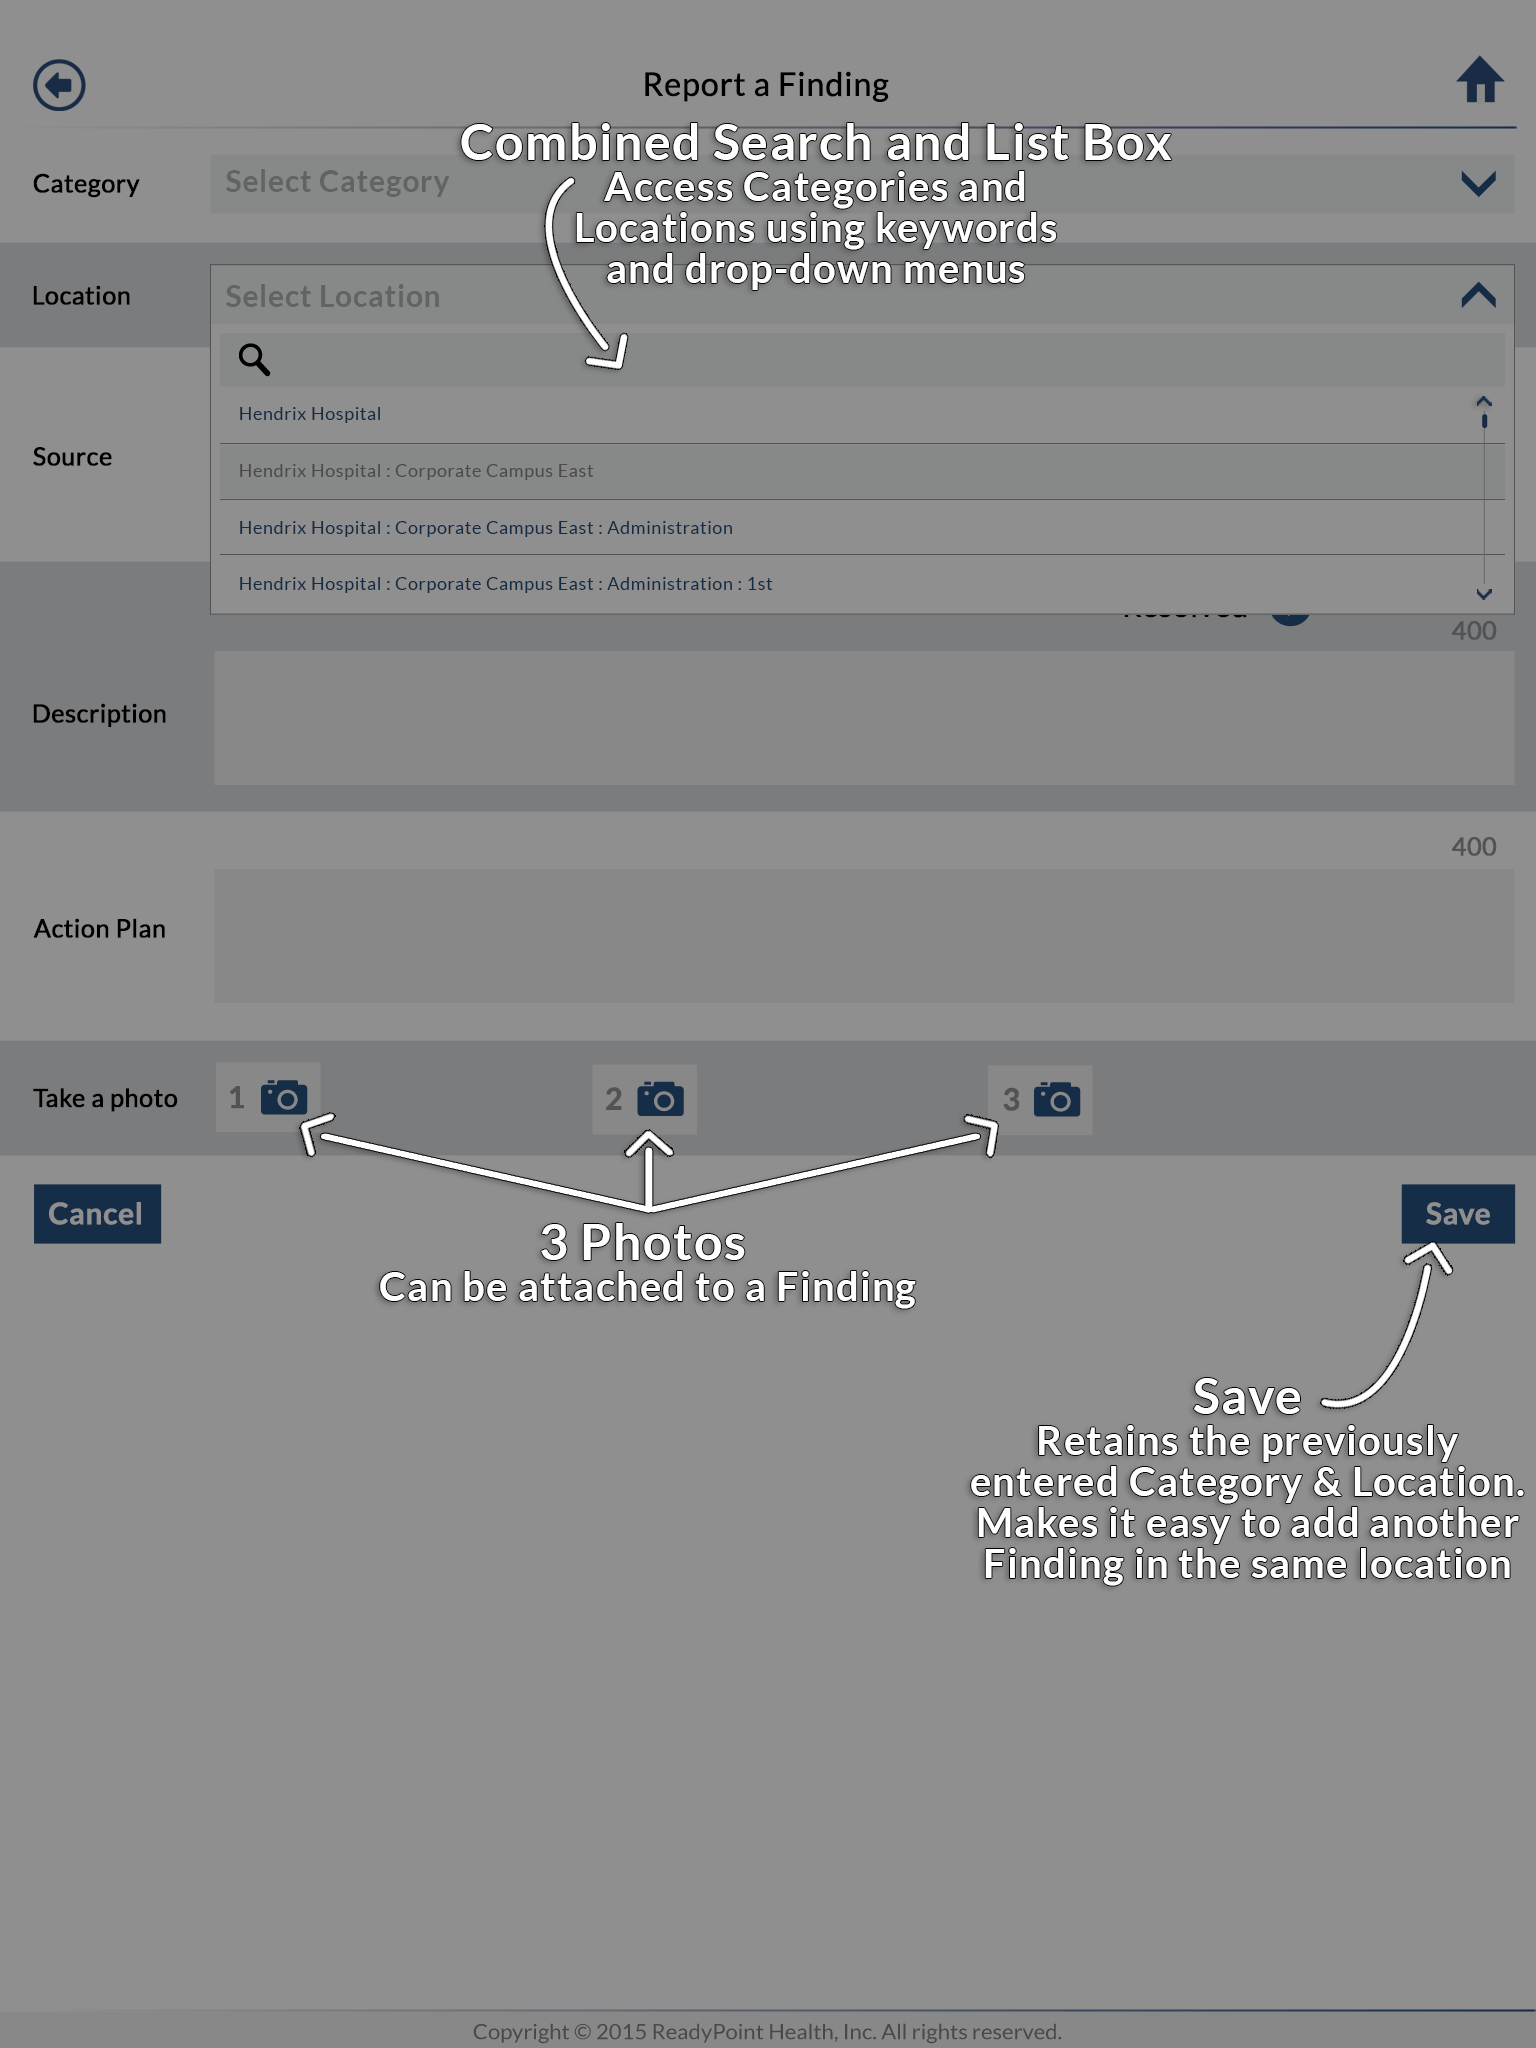 Report a Finding
Combined Search and List Box
Category
Select Category
Access Categories and
Locations using keywords
and drop-down menus
Location
Select Location
Hendrix Hospital
Source
Hendrix Hospital : Corporate Campus East
Hendrix Hospital : Corporate Campus East : Administration
Hendrix Hospital : Corporate Campus East : Administration : 1st
400
Description
400
Action Plan
Take a photo
1
2
3
Cancel
Save
3 Photos
Can be attached to a Finding
Save
Retains the previously
entered Category & Location.
Makes it easy to add another
Finding in the same location
Copyright © 2015 ReadyPoint Health, Inc. All rights reserved.